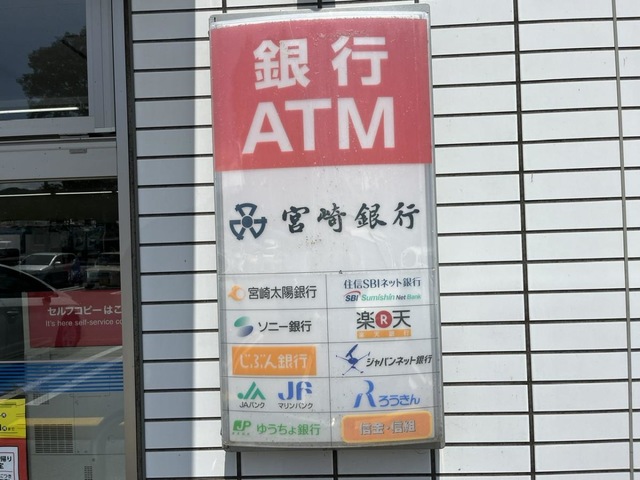 銀行
ATM
宮崎銀行
宮崎太陽銀行
住信SBIネット銀行
SBI Sumishin Net Bank
ソニー銀行
楽R天
じぶん銀行
ジャパンネット銀行
JA
JAバンク
JF
マリンバンク
R ろうきん
JP
ゆうちょ銀行
信金・信組
セルフコピーはこ
It's here self-service co